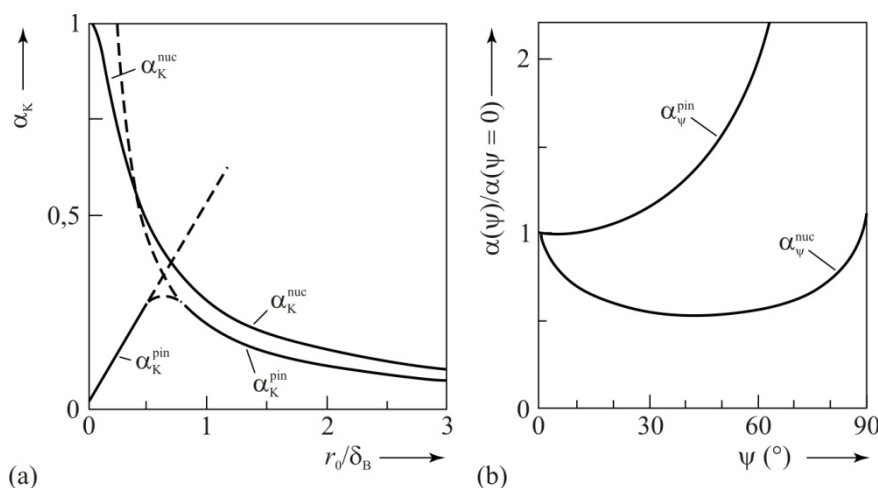 1
α_K^nuc
α_K
0,5
α_K^nuc
α_K^pin
α_K^pin
0
0 1 2 3
(a) r_0/δ_B
2
α(ψ)/α(ψ = 0)
α_ψ^pin
1
α_ψ^nuc
0
0 30 60 90
(b) ψ (°)